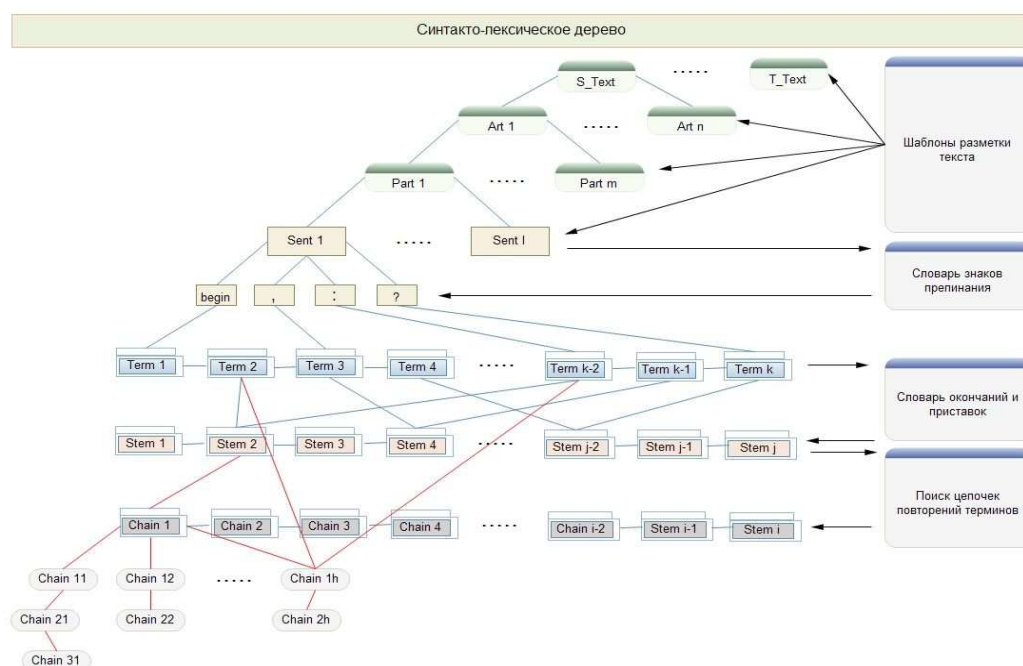 Синтакто-лексическое дерево
S_Text
.....
T_Text
Art 1
.....
Art n
Шаблоны разметки
текста
Part 1
.....
Part m
Sent 1
.....
Sent l
Словарь знаков
препинания
begin
,
:
?
Term 1
Term 2
Term 3
Term 4
.....
Term k-2
Term k-1
Term k
Словарь окончаний и
приставок
Stem 1
Stem 2
Stem 3
Stem 4
.....
Stem j-2
Stem j-1
Stem j
Поиск цепочек
повторений терминов
Chain 1
Chain 2
Chain 3
Chain 4
.....
Chain i-2
Stem i-1
Stem i
Chain 11
Chain 12
.....
Chain 1h
Chain 21
Chain 22
Chain 2h
Chain 31